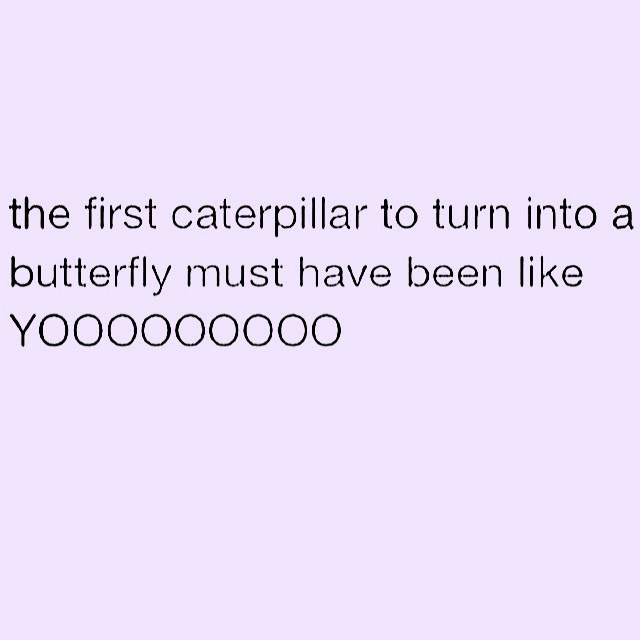 the first caterpillar to turn into a
butterfly must have been like
YOOOOOOOOO